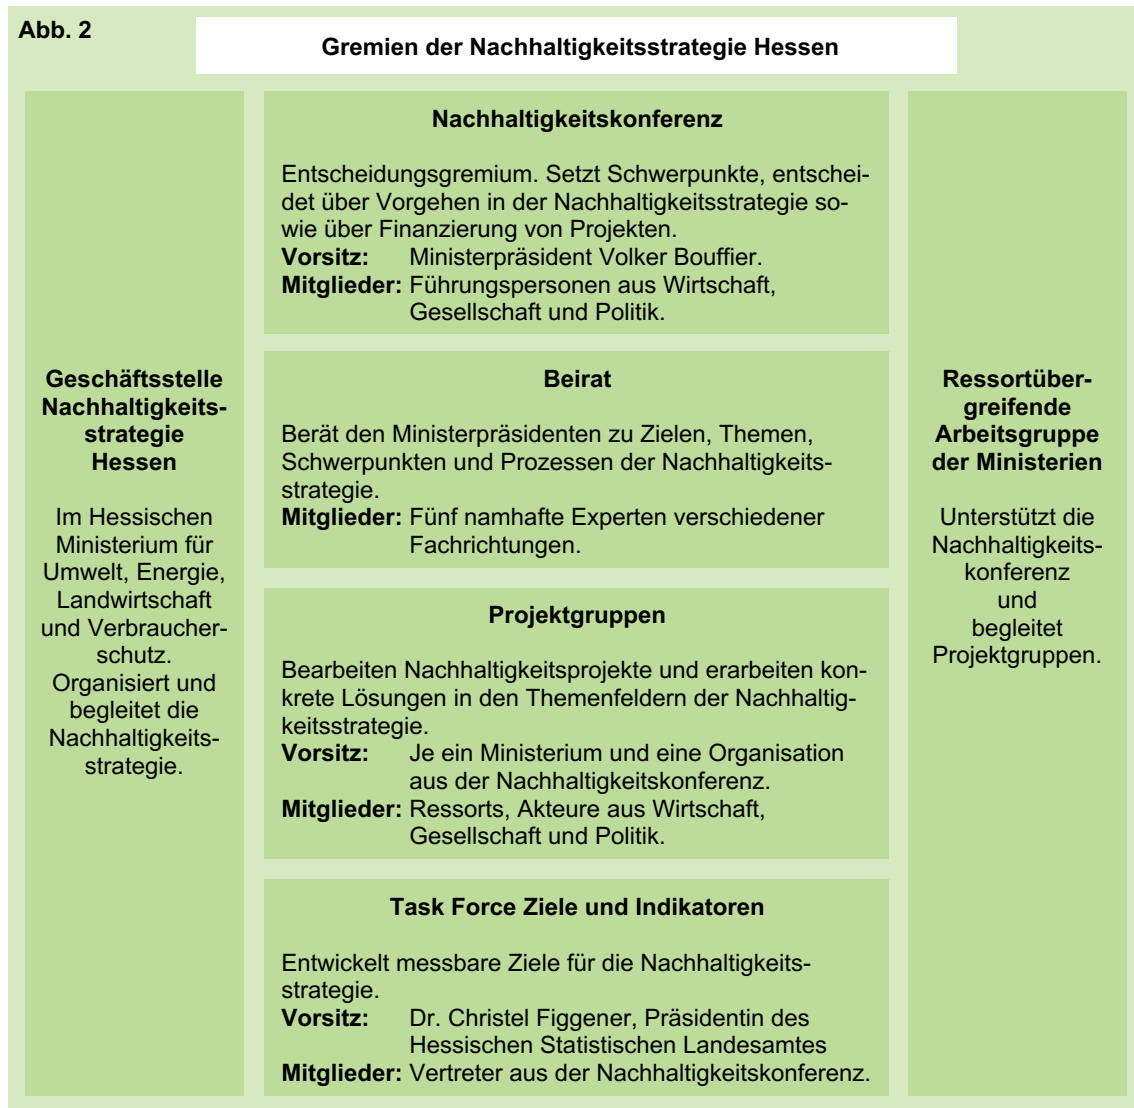 Abb. 2
Gremien der Nachhaltigkeitsstrategie Hessen
Geschäftsstelle
Nachhaltigkeits-
strategie
Hessen
Im Hessischen
Ministerium für
Umwelt, Energie,
Landwirtschaft
und Verbraucher-
schutz.
Organisiert und
begleitet die
Nachhaltigkeits-
strategie.
Nachhaltigkeitskonferenz
Entscheidungsgremium. Setzt Schwerpunkte, entschei-
det über Vorgehen in der Nachhaltigkeitsstrategie so-
wie über Finanzierung von Projekten.
Vorsitz: Ministerpräsident Volker Bouffier.
Mitglieder: Führungspersonen aus Wirtschaft,
Gesellschaft und Politik.
Beirat
Berät den Ministerpräsidenten zu Zielen, Themen,
Schwerpunkten und Prozessen der Nachhaltigkeits-
strategie.
Mitglieder: Fünf namhafte Experten verschiedener
Fachrichtungen.
Projektgruppen
Bearbeiten Nachhaltigkeitsprojekte und erarbeiten kon-
krete Lösungen in den Themenfeldern der Nachhaltig-
keitsstrategie.
Vorsitz: Je ein Ministerium und eine Organisation
aus der Nachhaltigkeitskonferenz.
Mitglieder: Ressorts, Akteure aus Wirtschaft,
Gesellschaft und Politik.
Task Force Ziele und Indikatoren
Entwickelt messbare Ziele für die Nachhaltigkeits-
strategie.
Vorsitz: Dr. Christel Figgener, Präsidentin des
Hessischen Statistischen Landesamtes
Mitglieder: Vertreter aus der Nachhaltigkeitskonferenz.
Ressortüber-
greifende
Arbeitsgruppe
der Ministerien
Unterstützt die
Nachhaltigkeits-
konferenz
und
begleitet
Projektgruppen.